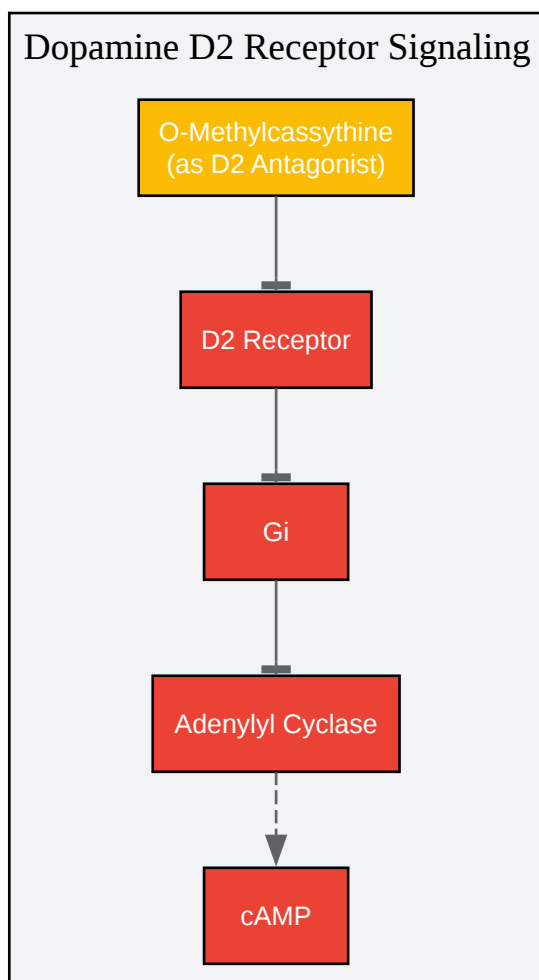 Dopamine D2 Receptor Signaling
O-Methylcassythine
(as D2 Antagonist)
D2 Receptor
Gi
Adenylyl Cyclase
cAMP